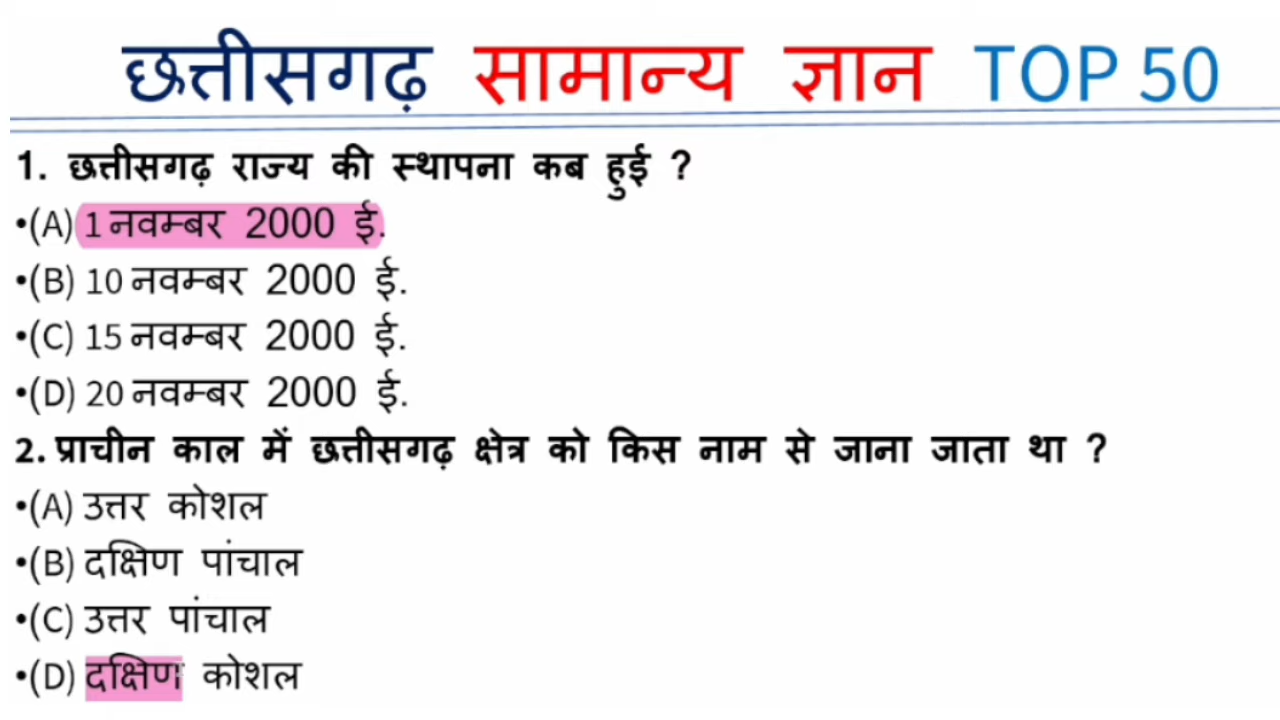 छत्तीसगढ़ सामान्य ज्ञान TOP 50
1. छत्तीसगढ़ राज्य की स्थापना कब हुई ?
•(A) 1 नवम्बर 2000 ई.
•(B) 10 नवम्बर 2000 ई.
•(C) 15 नवम्बर 2000 ई.
•(D) 20 नवम्बर 2000 ई.
2. प्राचीन काल में छत्तीसगढ़ क्षेत्र को किस नाम से जाना जाता था ?
•(A) उत्तर कोशल
•(B) दक्षिण पांचाल
•(C) उत्तर पांचाल
•(D) दक्षिण कोशल